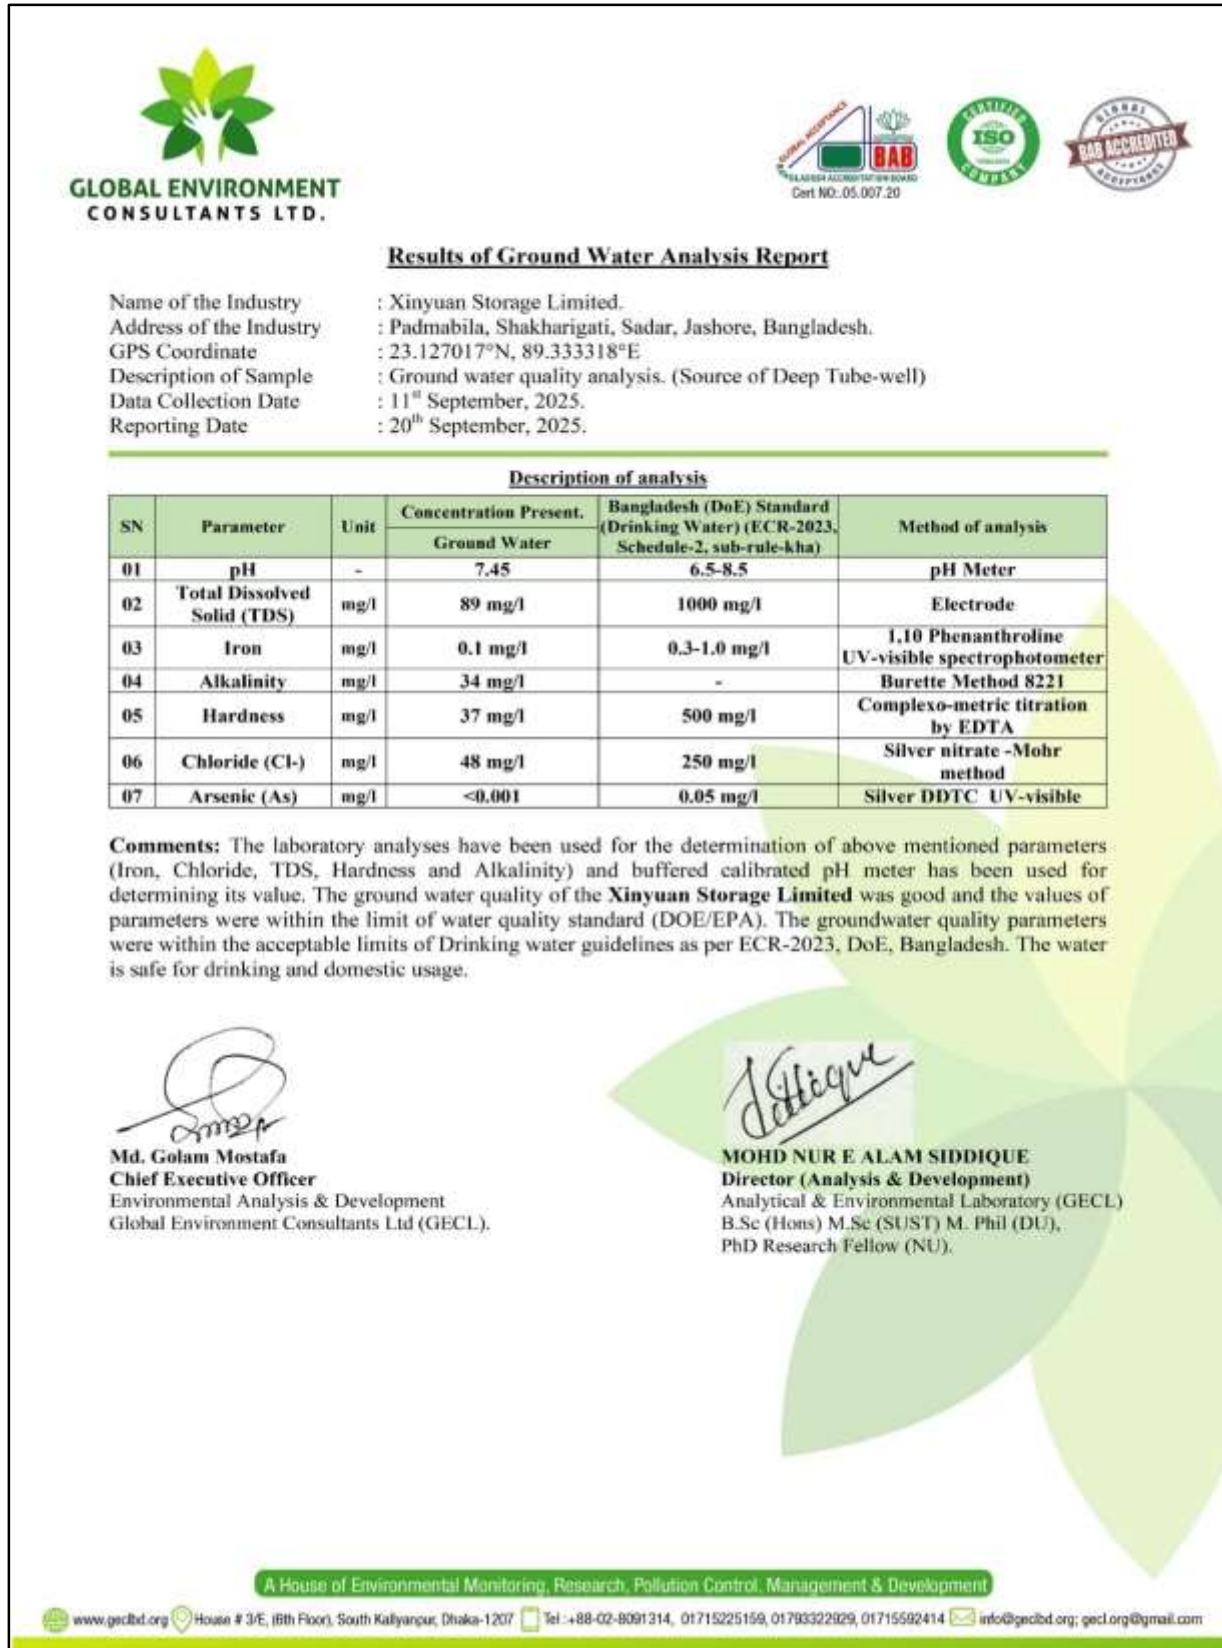 GLOBAL ENVIRONMENT
CONSULTANTS LTD.
GLOBAL ACCEPTANCE
BAB
BANGLADESH ACCREDITATION BOARD
Cert NO:.05.007.20
CERTIFIED
ISO
COMPANY
GLOBAL
BAB ACCREDITED
ACCEPTANCE
Results of Ground Water Analysis Report
Name of the Industry : Xinyuan Storage Limited.
Address of the Industry : Padmabila, Shakharigati, Sadar, Jashore, Bangladesh.
GPS Coordinate : 23.127017°N, 89.333318°E
Description of Sample : Ground water quality analysis. (Source of Deep Tube-well)
Data Collection Date : 11st September, 2025.
Reporting Date : 20th September, 2025.
Description of analysis
SN Parameter Unit Concentration Present. Ground Water Bangladesh (DoE) Standard (Drinking Water) (ECR-2023, Schedule-2, sub-rule-kha) Method of analysis
01 pH - 7.45 6.5-8.5 pH Meter
02 Total Dissolved Solid (TDS) mg/l 89 mg/l 1000 mg/l Electrode
03 Iron mg/l 0.1 mg/l 0.3-1.0 mg/l 1,10 Phenanthroline UV-visible spectrophotometer
04 Alkalinity mg/l 34 mg/l - Burette Method 8221
05 Hardness mg/l 37 mg/l 500 mg/l Complexo-metric titration by EDTA
06 Chloride (Cl-) mg/l 48 mg/l 250 mg/l Silver nitrate -Mohr method
07 Arsenic (As) mg/l <0.001 0.05 mg/l Silver DDTC UV-visible
Comments: The laboratory analyses have been used for the determination of above mentioned parameters
(Iron, Chloride, TDS, Hardness and Alkalinity) and buffered calibrated pH meter has been used for
determining its value. The ground water quality of the Xinyuan Storage Limited was good and the values of
parameters were within the limit of water quality standard (DOE/EPA). The groundwater quality parameters
were within the acceptable limits of Drinking water guidelines as per ECR-2023, DoE, Bangladesh. The water
is safe for drinking and domestic usage.
Md. Golam Mostafa
Chief Executive Officer
Environmental Analysis & Development
Global Environment Consultants Ltd (GECL).
Siddique
MOHD NUR E ALAM SIDDIQUE
Director (Analysis & Development)
Analytical & Environmental Laboratory (GECL)
B.Sc (Hons) M.Sc (SUST) M. Phil (DU),
PhD Research Fellow (NU).
A House of Environmental Monitoring, Research, Pollution Control, Management & Development
www.geclbd.org House # 3/E, (6th Floor), South Kallyanpur, Dhaka-1207 Tel :+88-02-8091314, 01715225159, 01793322929, 01715592414 info@geclbd.org; gecl.org@gmail.com